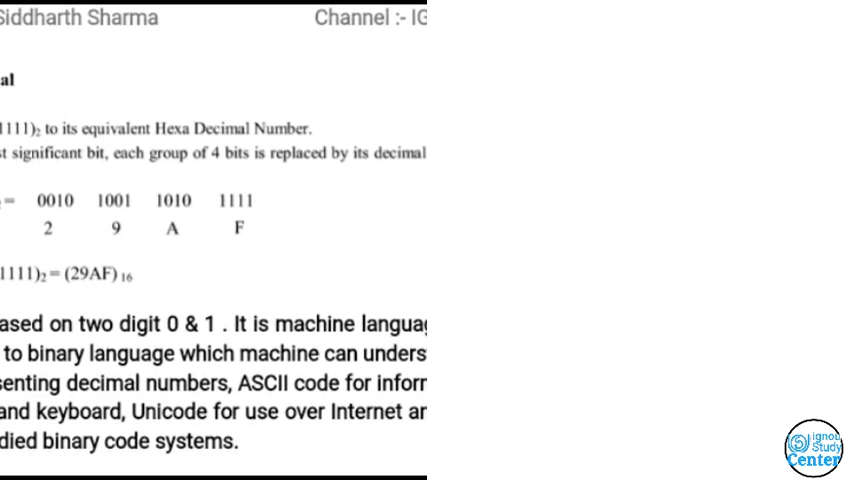 Siddharth Sharma Channel :- IG
al
1111)2 to its equivalent Hexa Decimal Number.
st significant bit, each group of 4 bits is replaced by its decimal
= 0010 1001 1010 1111
2 9 A F
1111)2 = (29AF) 16
ased on two digit 0 & 1 . It is machine langua
to binary language which machine can unders
senting decimal numbers, ASCII code for inforr
and keyboard, Unicode for use over Internet ar
died binary code systems.
ignou
Study
Center